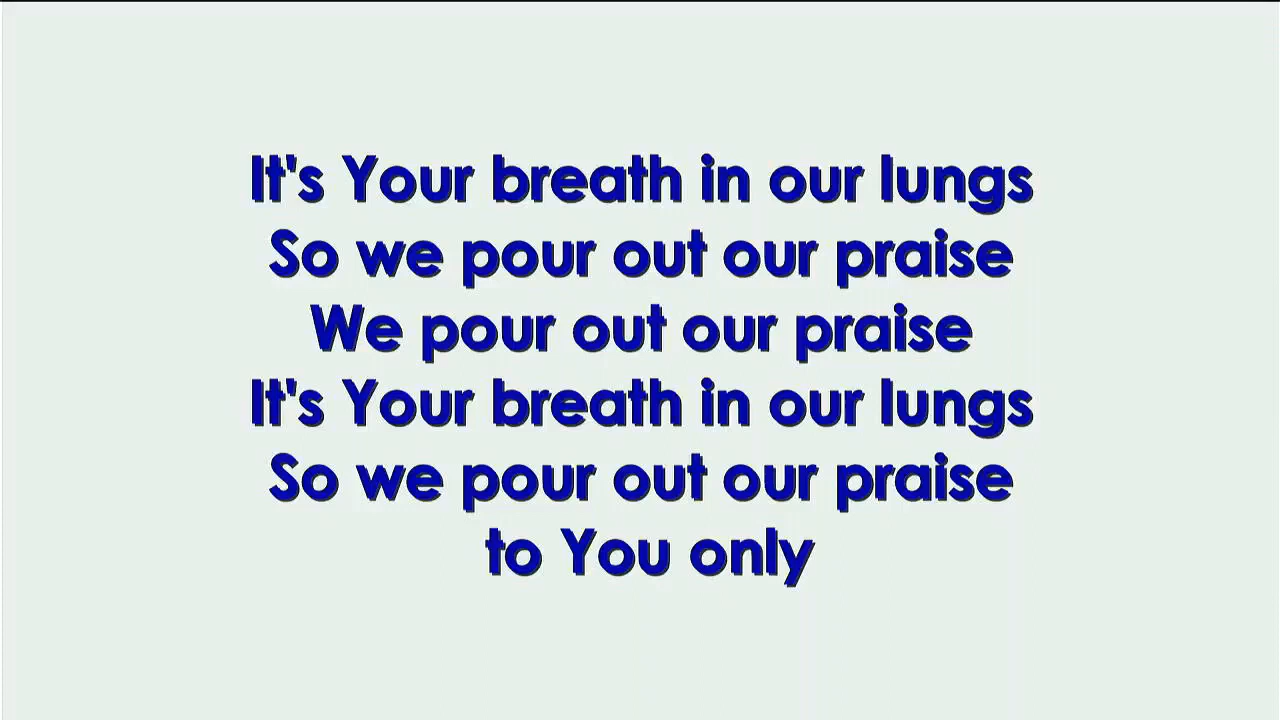 It's Your breath in our lungs
So we pour out our praise
We pour out our praise
It's Your breath in our lungs
So we pour out our praise
to You only